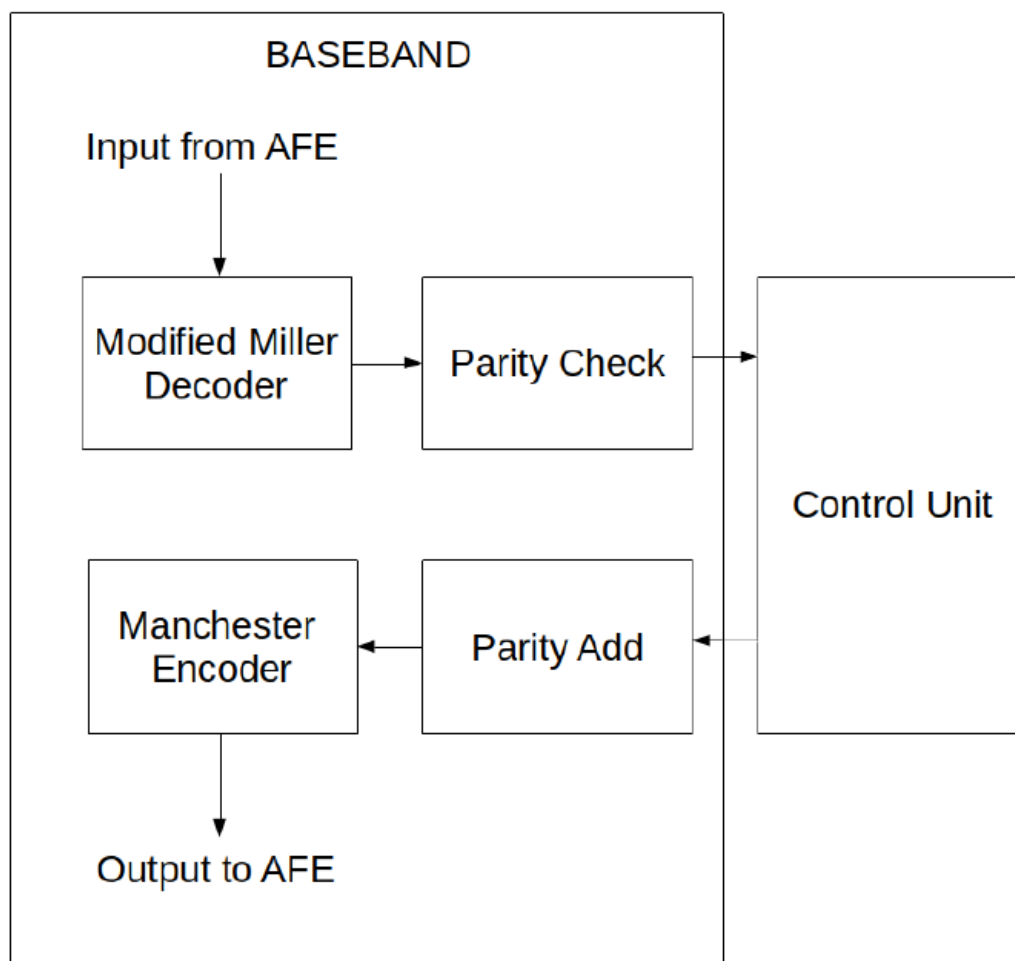 BASEBAND
Input from AFE
Modified Miller
Decoder
Parity Check
Control Unit
Manchester
Encoder
Parity Add
Output to AFE